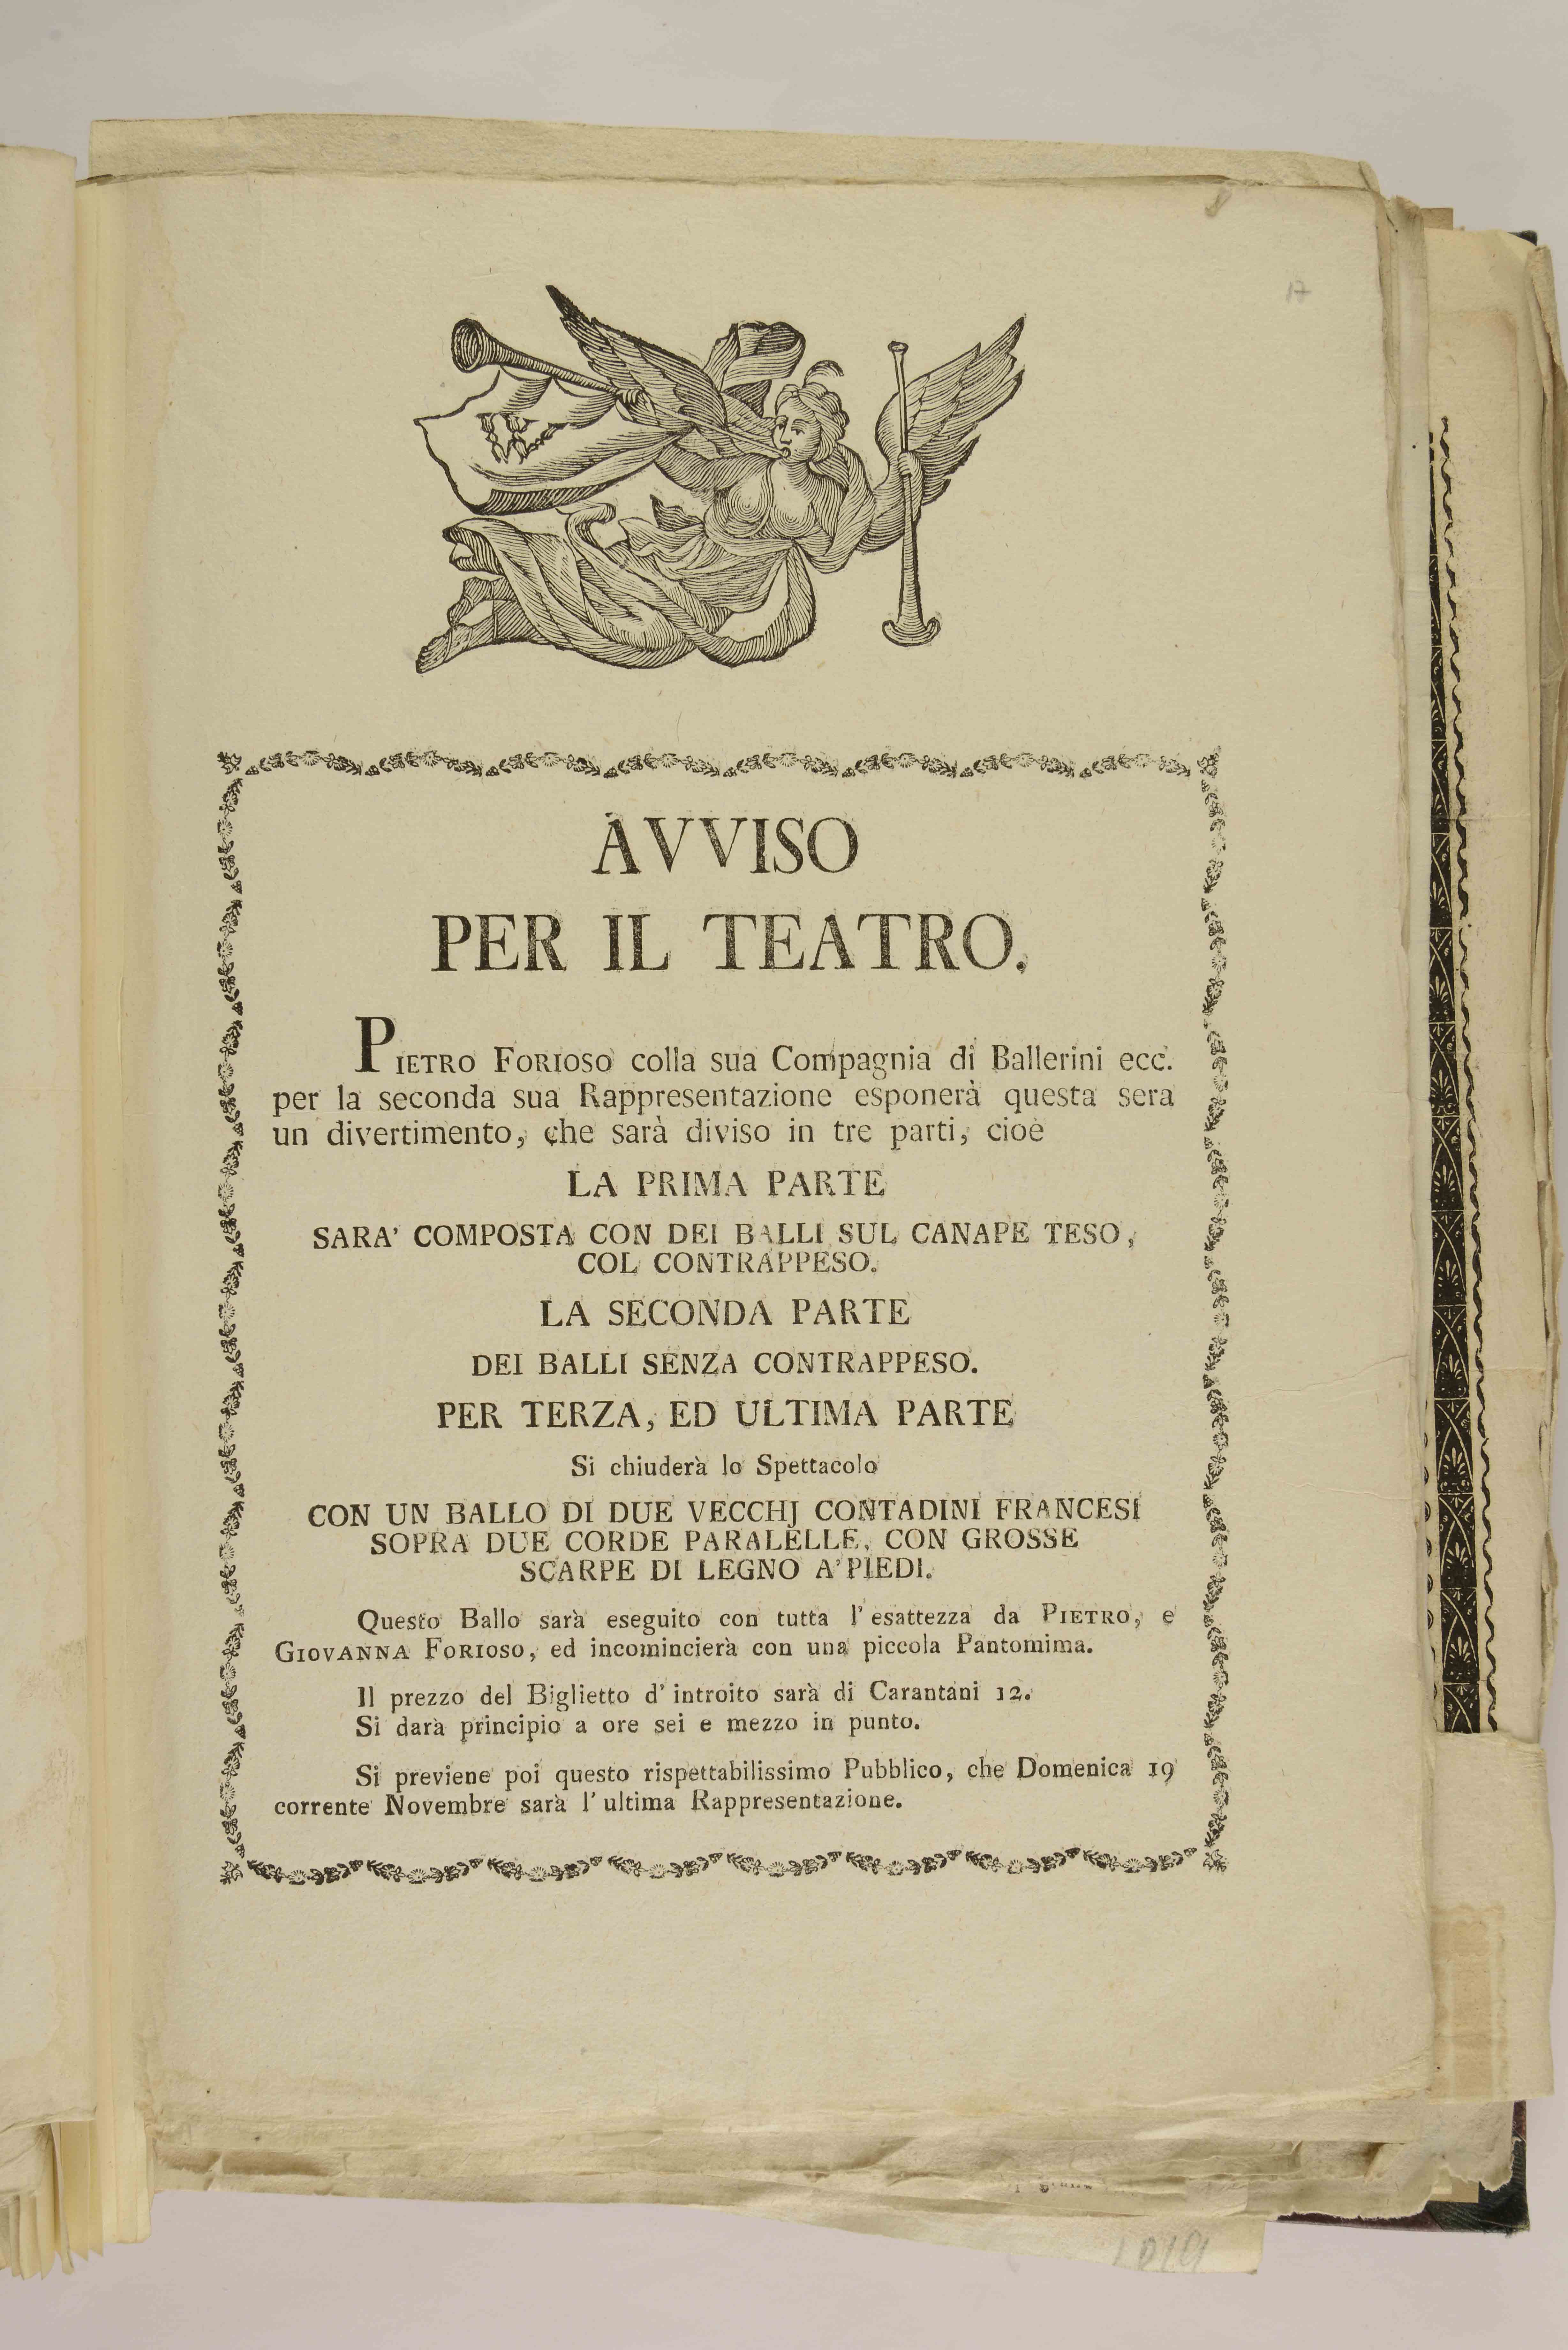 17
AVVISO
PER IL TEATRO.
PIETRO FORIOSO colla sua Compagnia di Ballerini ecc.
per la seconda sua Rappresentazione esponerà questa sera
un divertimento, che sarà diviso in tre parti, cioè
LA PRIMA PARTE
SARA' COMPOSTA CON DEI BALLI SUL CANAPE TESO,
COL CONTRAPPESO.
LA SECONDA PARTE
DEI BALLI SENZA CONTRAPPESO.
PER TERZA, ED ULTIMA PARTE
Si chiuderà lo Spettacolo
CON UN BALLO DI DUE VECCHJ CONTADINI FRANCESI
SOPRA DUE CORDE PARALELLE, CON GROSSE
SCARPE DI LEGNO A' PIEDI.
Questo Ballo sarà eseguito con tutta l'esattezza da PIETRO, e
GIOVANNA FORIOSO, ed incomincierà con una piccola Pantomima.
Il prezzo del Biglietto d'introito sarà di Carantani 12.
Si darà principio a ore sei e mezzo in punto.
Si previene poi questo rispettabilissimo Pubblico, che Domenica 19
corrente Novembre sarà l'ultima Rappresentazione.